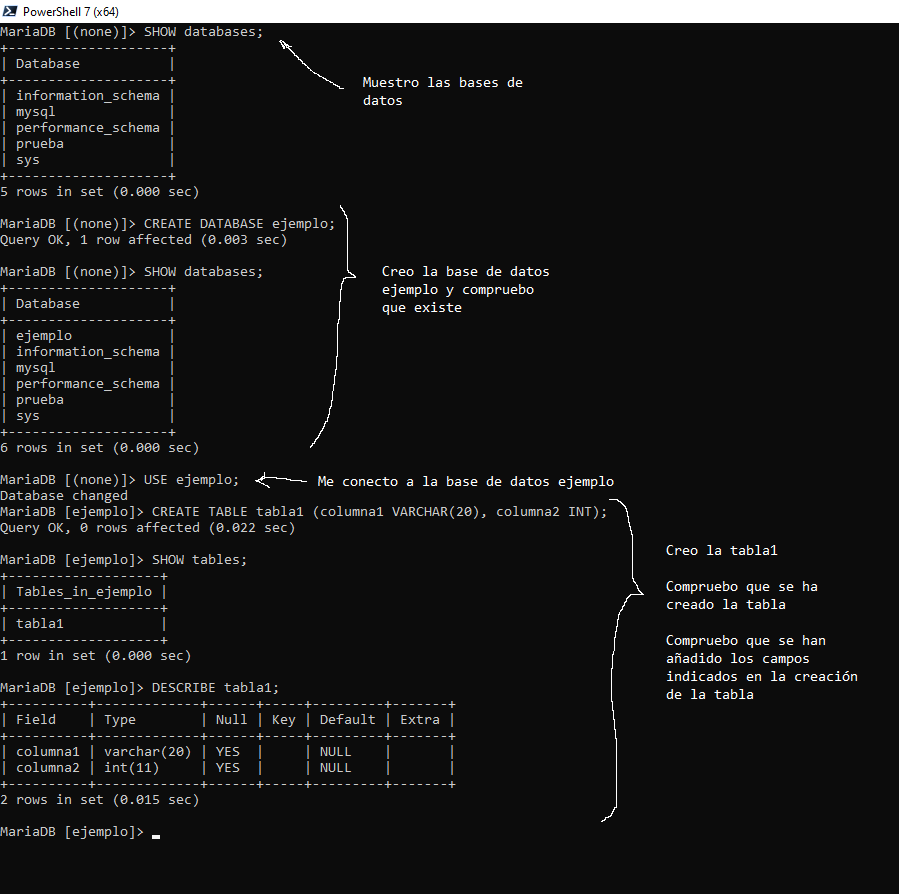 PowerShell 7 (x64)
MariaDB [(none)]> SHOW databases;
+--------------------+
| Database           |
+--------------------+
| information_schema |
| mysql              |
| performance_schema |
| prueba             |
| sys                |
+--------------------+
5 rows in set (0.000 sec)
Muestro las bases de
datos
MariaDB [(none)]> CREATE DATABASE ejemplo;
Query OK, 1 row affected (0.003 sec)
MariaDB [(none)]> SHOW databases;
+--------------------+
| Database           |
+--------------------+
| ejemplo            |
| information_schema |
| mysql              |
| performance_schema |
| prueba             |
| sys                |
+--------------------+
6 rows in set (0.000 sec)
Creo la base de datos
ejemplo y compruebo
que existe
MariaDB [(none)]> USE ejemplo;
Me conecto a la base de datos ejemplo
Database changed
MariaDB [ejemplo]> CREATE TABLE tabla1 (columna1 VARCHAR(20), columna2 INT);
Query OK, 0 rows affected (0.022 sec)
MariaDB [ejemplo]> SHOW tables;
+-------------------+
| Tables_in_ejemplo |
+-------------------+
| tabla1            |
+-------------------+
1 row in set (0.000 sec)
MariaDB [ejemplo]> DESCRIBE tabla1;
+----------+-------------+------+-----+---------+-------+
| Field    | Type        | Null | Key | Default | Extra |
+----------+-------------+------+-----+---------+-------+
| columna1 | varchar(20) | YES  |     | NULL    |       |
| columna2 | int(11)     | YES  |     | NULL    |       |
+----------+-------------+------+-----+---------+-------+
2 rows in set (0.015 sec)
Creo la tabla1
Compruebo que se ha
creado la tabla
Compruebo que se han
añadido los campos
indicados en la creación
de la tabla
MariaDB [ejemplo]>